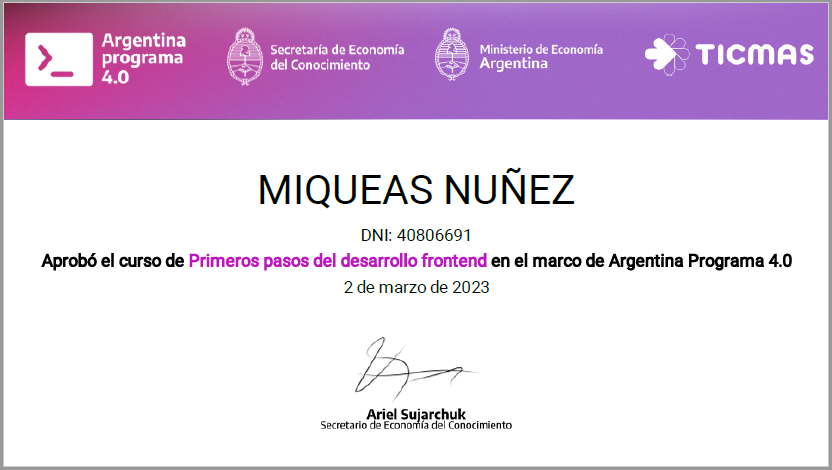 Argentina
programa
4.0
Secretaría de Economía
del Conocimiento
Ministerio de Economía
Argentina
TICMAS
MIQUEAS NUÑEZ
DNI: 40806691
Aprobó el curso de Primeros pasos del desarrollo frontend en el marco de Argentina Programa 4.0
2 de marzo de 2023
Ariel Sujarchuk
Secretario de Economía del Conocimiento